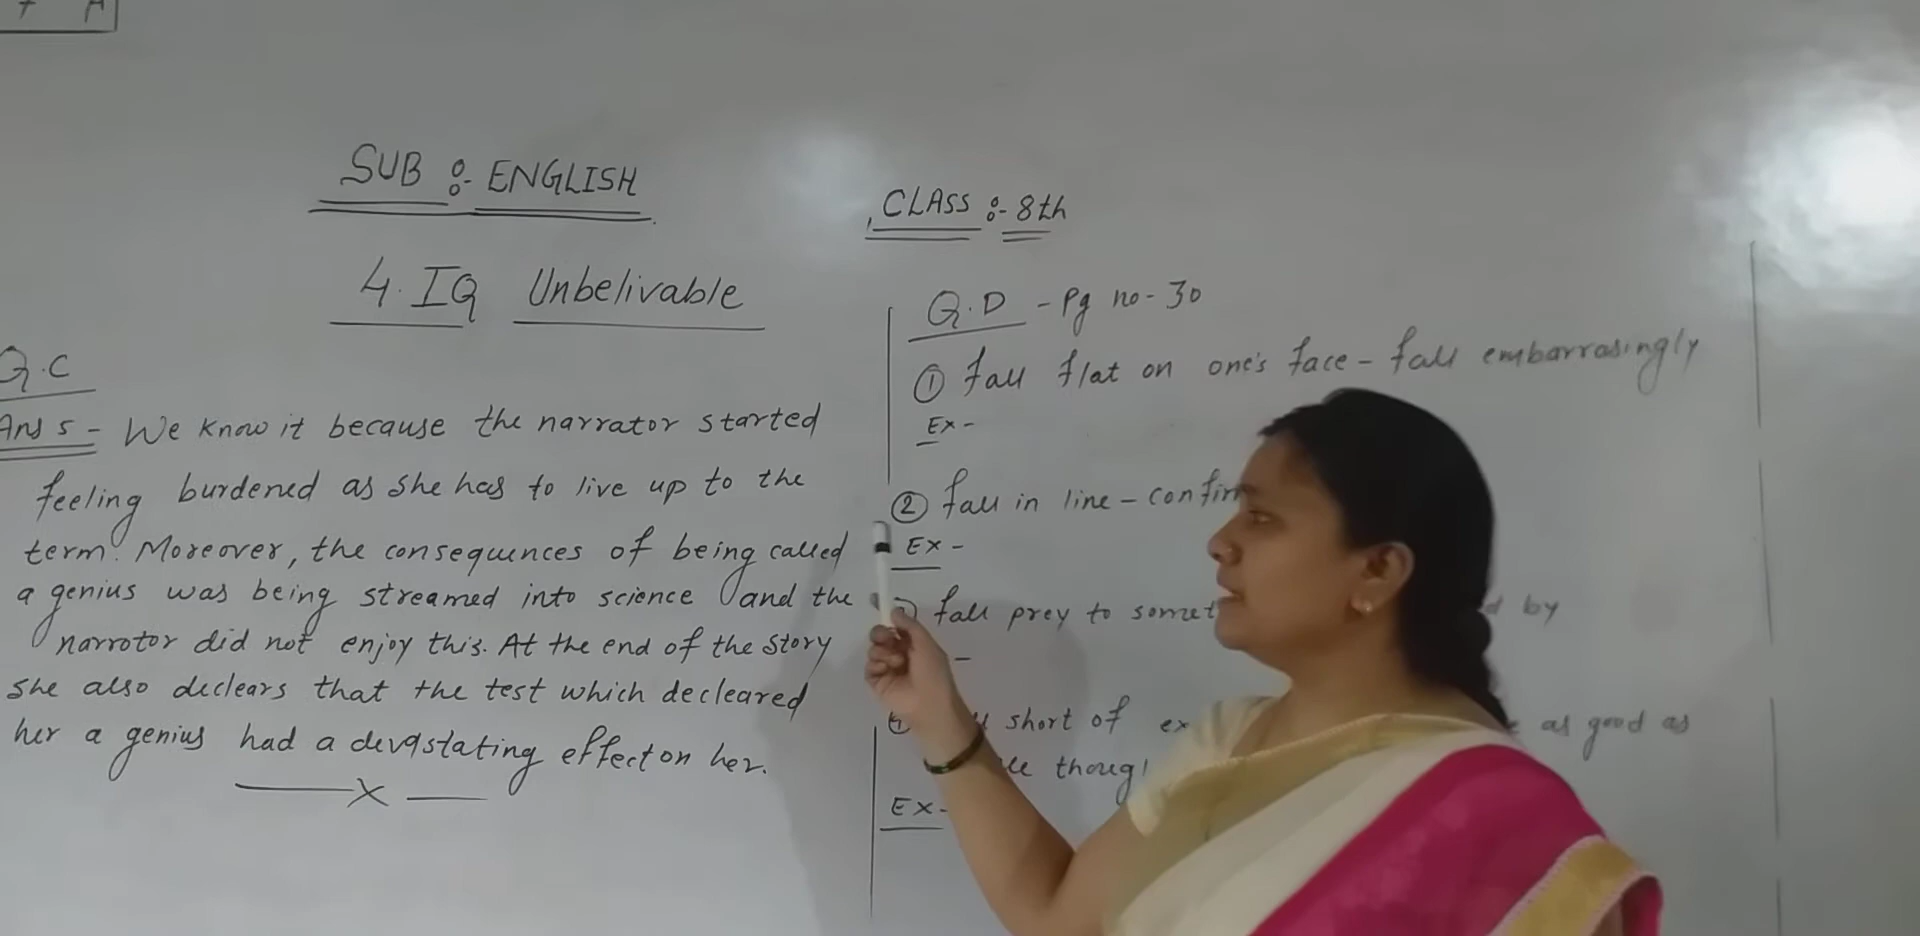 SUB :- ENGLISH
CLASS :- 8th
4. IQ Unbelivable
Q.C
Ans 5 - We know it because the narrator started
feeling burdened as she has to live up to the
term. Moreover, the consequences of being called
a genius was being streamed into science and the
narrotor did not enjoy this. At the end of the story
she also declears that the test which decleared
her a genius had a devastating effect on her.
X
Q.D - Pg no - 30
① fall flat on one's face - fall embarrasingly
Ex -
② fall in line - confirm
Ex -
fall prey to by
-
short of as good as
Ex -